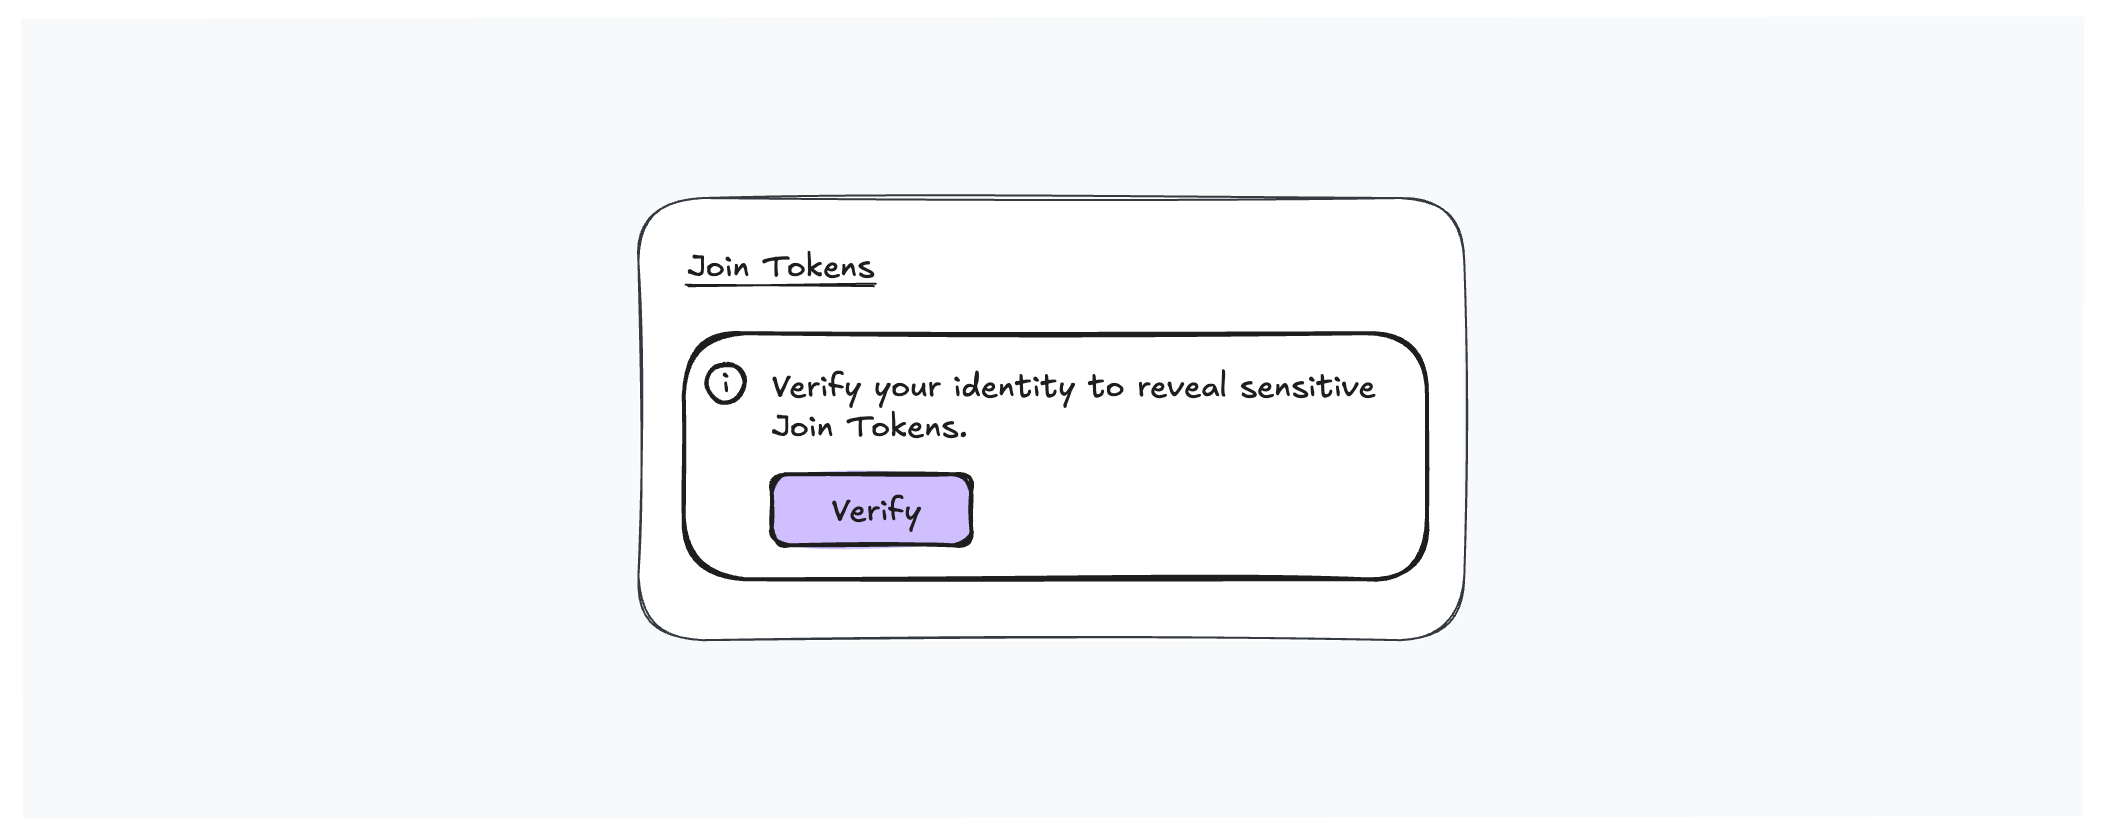 Join Tokens
i
Verify your identity to reveal sensitive
Join Tokens.
Verify